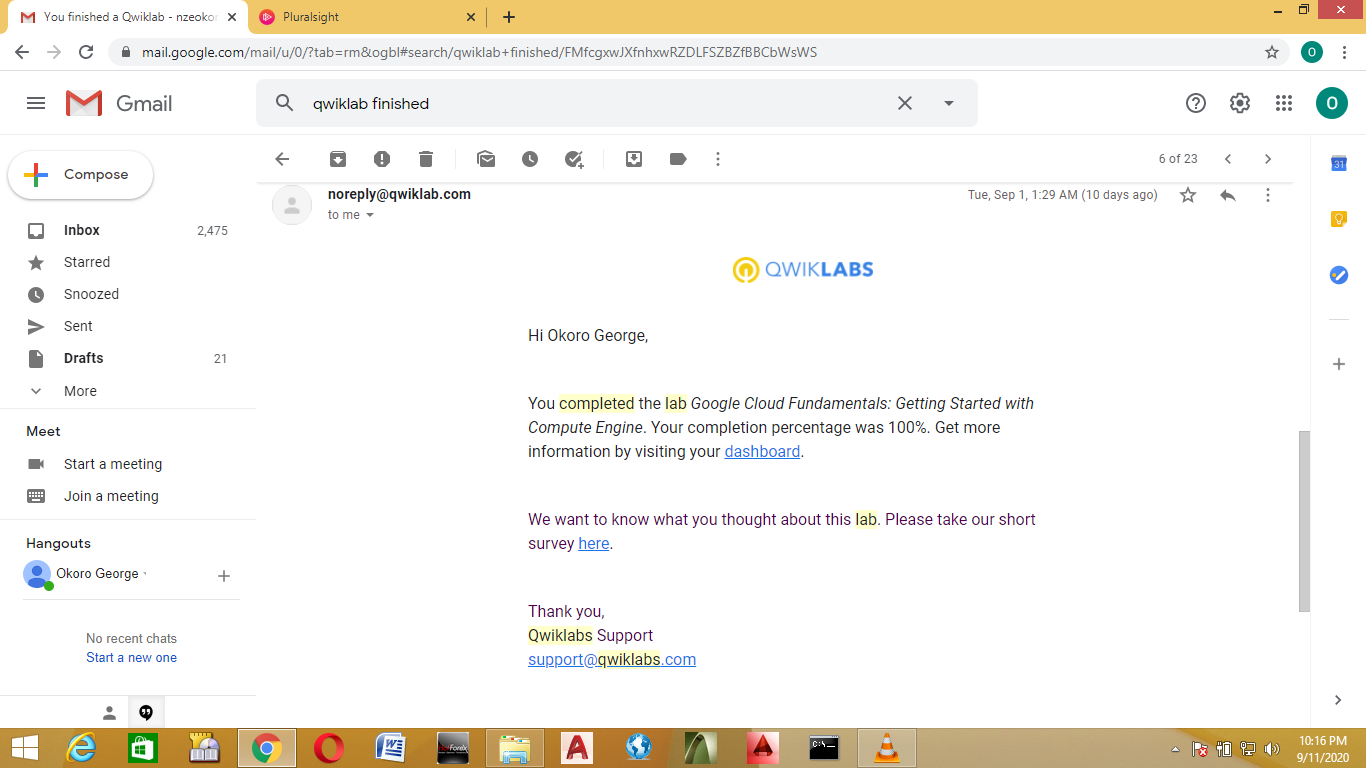 You finished a Qwiklab - nzeokor
Pluralsight
mail.google.com/mail/u/0/?tab=rm&ogbl#search/qwiklab+finished/FMfcgxwJXfnhxwRZDLFSZBZfBBCbWsWS
O
Gmail
qwiklab finished
O
Compose
6 of 23
31
noreply@qwiklab.com
Tue, Sep 1, 1:29 AM (10 days ago)
to me
Inbox 2,475
Starred
Snoozed
Sent
Drafts 21
More
Meet
Start a meeting
Join a meeting
Hangouts
Okoro George
No recent chats
Start a new one
QWIKLABS
Hi Okoro George,
You completed the lab Google Cloud Fundamentals: Getting Started with
Compute Engine. Your completion percentage was 100%. Get more
information by visiting your dashboard.
We want to know what you thought about this lab. Please take our short
survey here.
Thank you,
Qwiklabs Support
support@qwiklabs.com
10:16 PM
9/11/2020